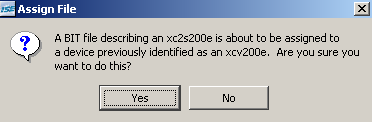 Assign File
A BIT file describing an xc2s200e is about to be assigned to
a device previously identified as an xcv200e. Are you sure you
want to do this?
Yes
No